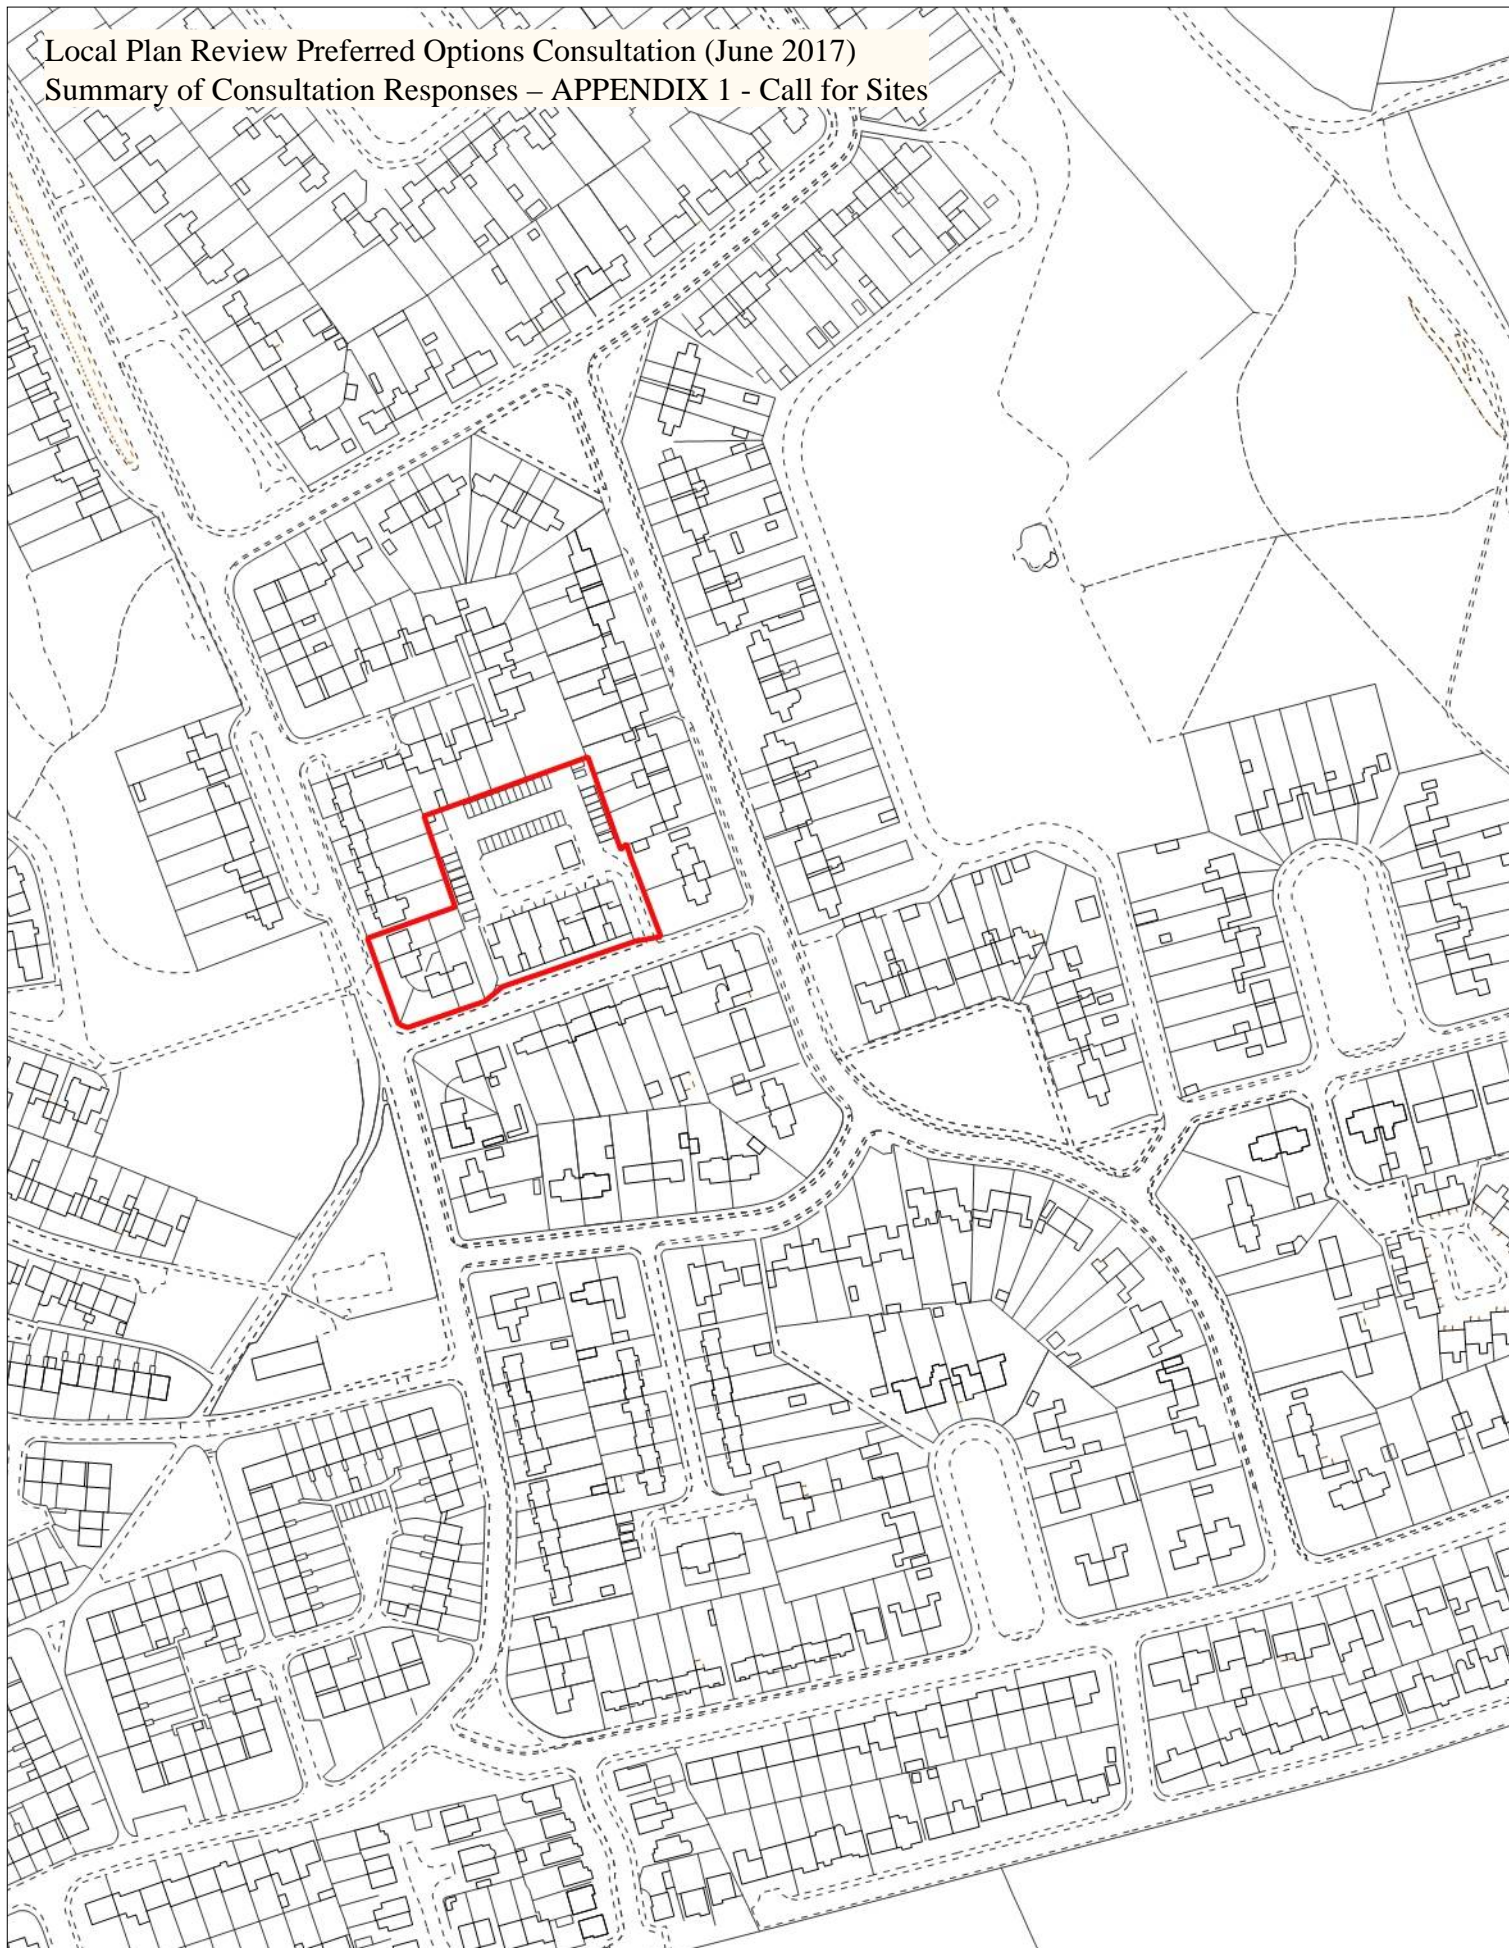 Local Plan Review Preferred Options Consultation (June 2017)
Summary of Consultation Responses – APPENDIX 1 - Call for Sites